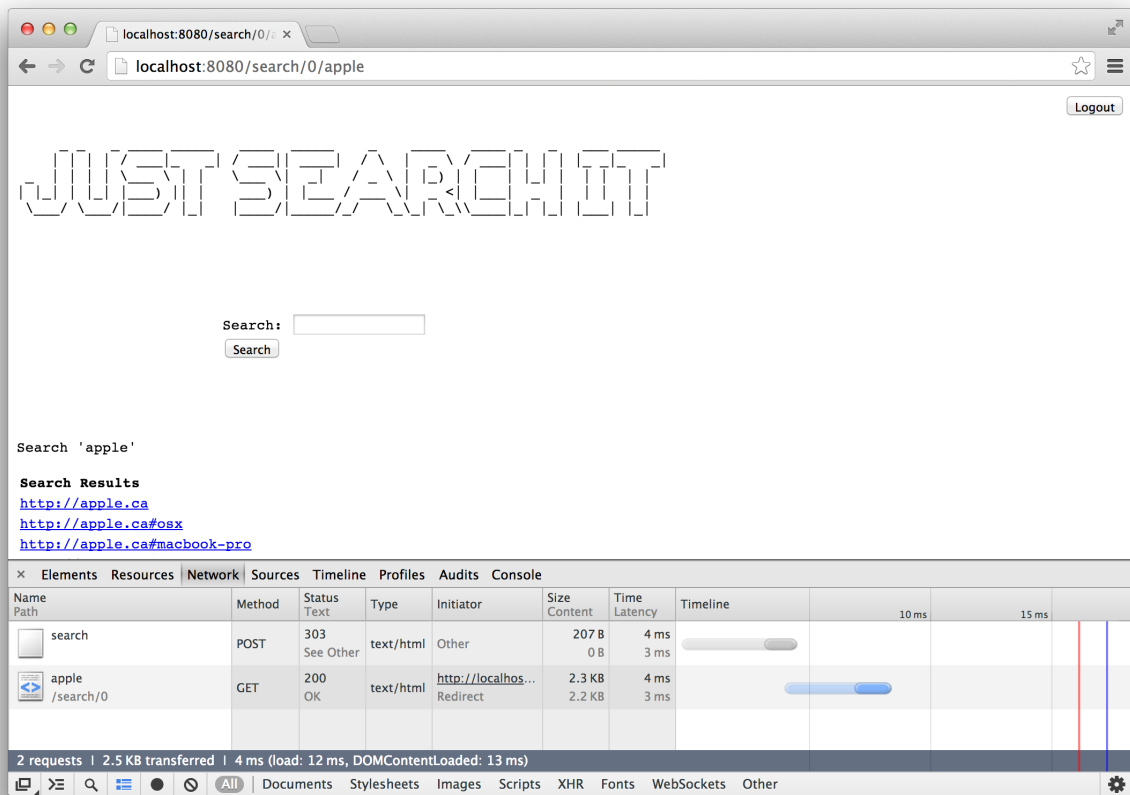 localhost:8080/search/0/a
localhost:8080/search/0/apple
Logout
JUST SEARCH IT
Search:
Search
Search 'apple'
Search Results
http://apple.ca
http://apple.ca#osx
http://apple.ca#macbook-pro
Elements Resources Network Sources Timeline Profiles Audits Console
Name Method Status Type Initiator Size Time Timeline
Path Text Content Latency 10 ms 15 ms
search POST 303 text/html Other 207 B 4 ms
See Other 0 B 3 ms
apple GET 200 text/html http://localhos... 2.3 KB 4 ms
/search/0 OK Redirect 2.2 KB 3 ms
2 requests | 2.5 KB transferred | 4 ms (load: 12 ms, DOMContentLoaded: 13 ms)
All Documents Stylesheets Images Scripts XHR Fonts WebSockets Other